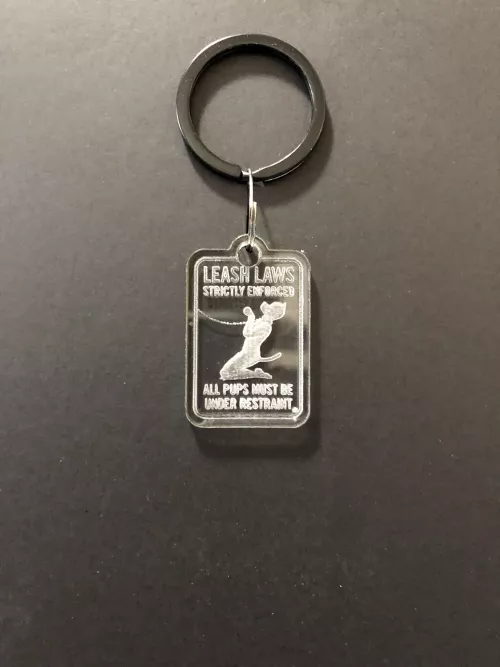 LEASH LAWS
STRICTLY ENFORCED
ALL PUPS MUST BE
UNDER RESTRAINT